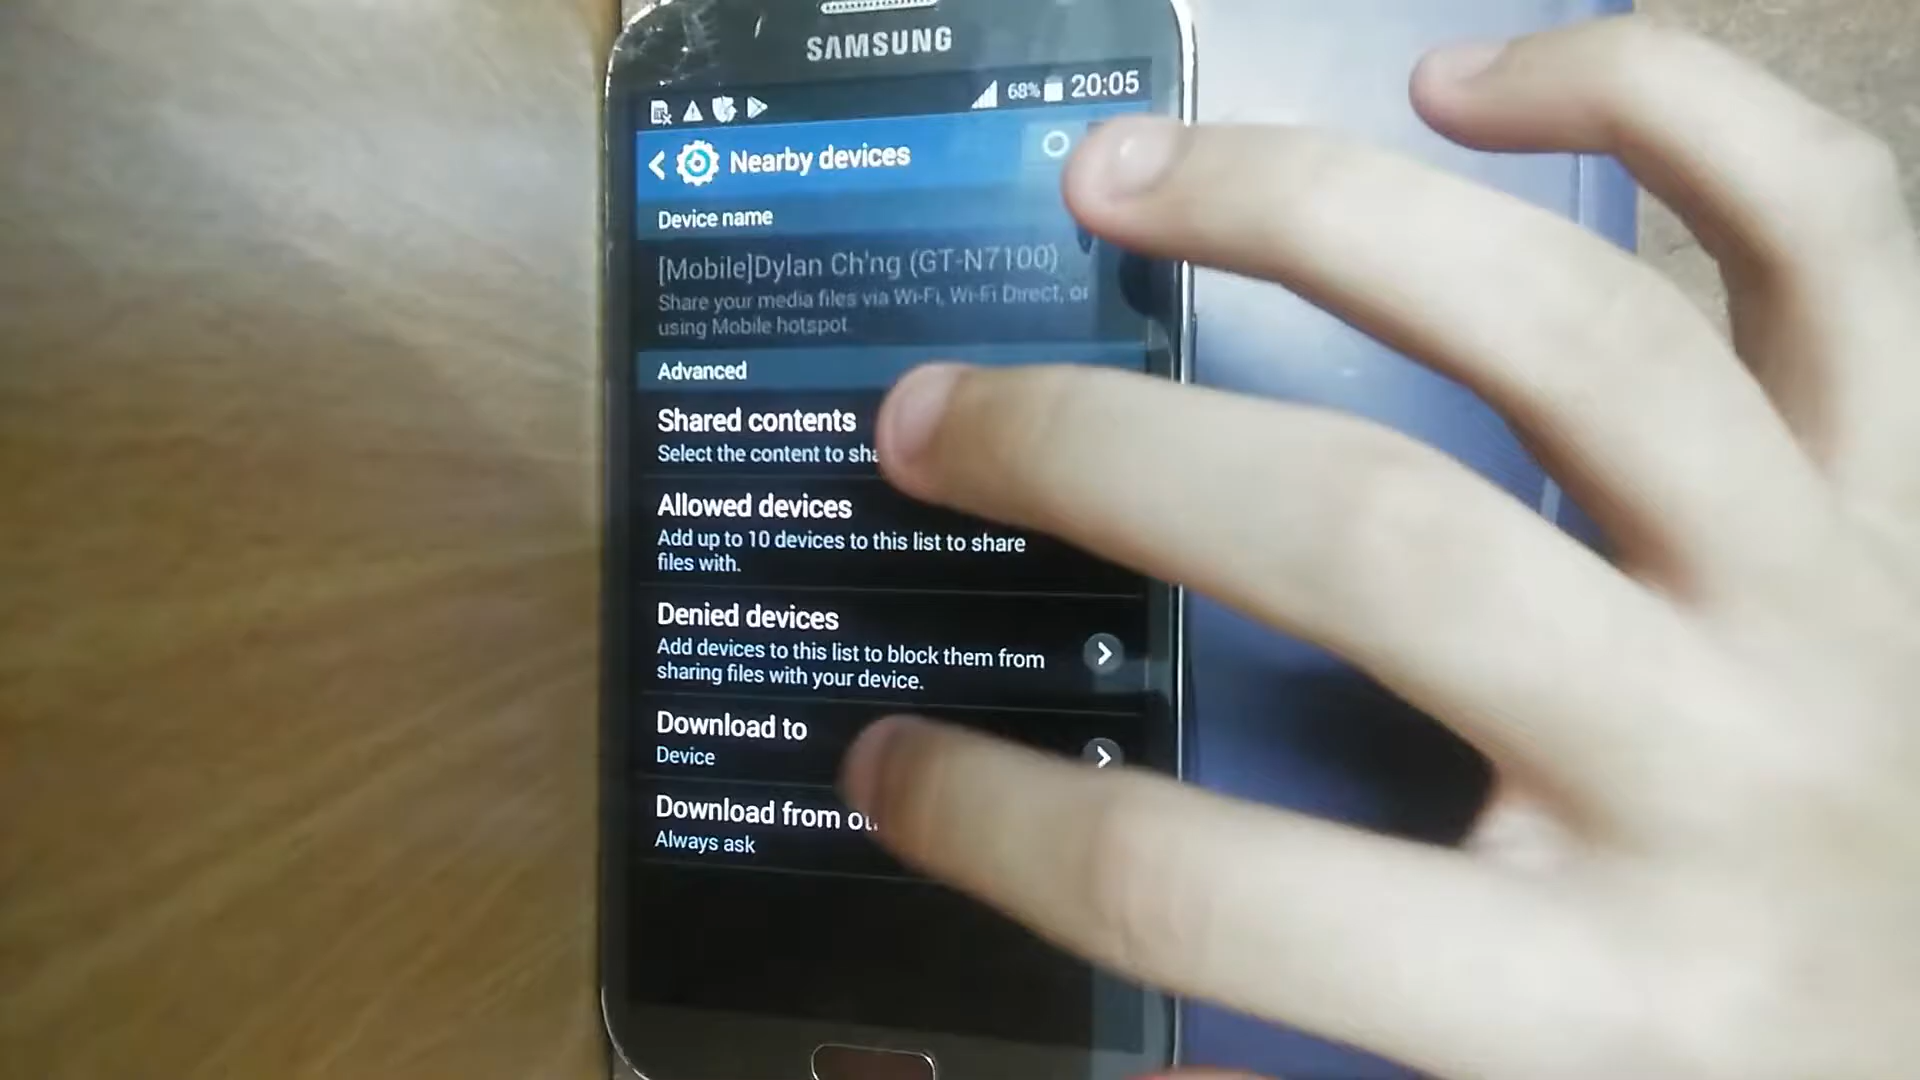 SAMSUNG
68% 20:05
Nearby devices
Device name
[Mobile]Dylan Ch'ng (GT-N7100)
Share your media files via Wi-Fi, Wi-Fi Direct, or
using Mobile hotspot.
Advanced
Shared contents
Select the content to
Allowed devices
Add up to 10 devices to this list to share
files with.
Denied devices
Add devices to this list to block them from
sharing files with your device.
Download to
Device
Download from
Always ask